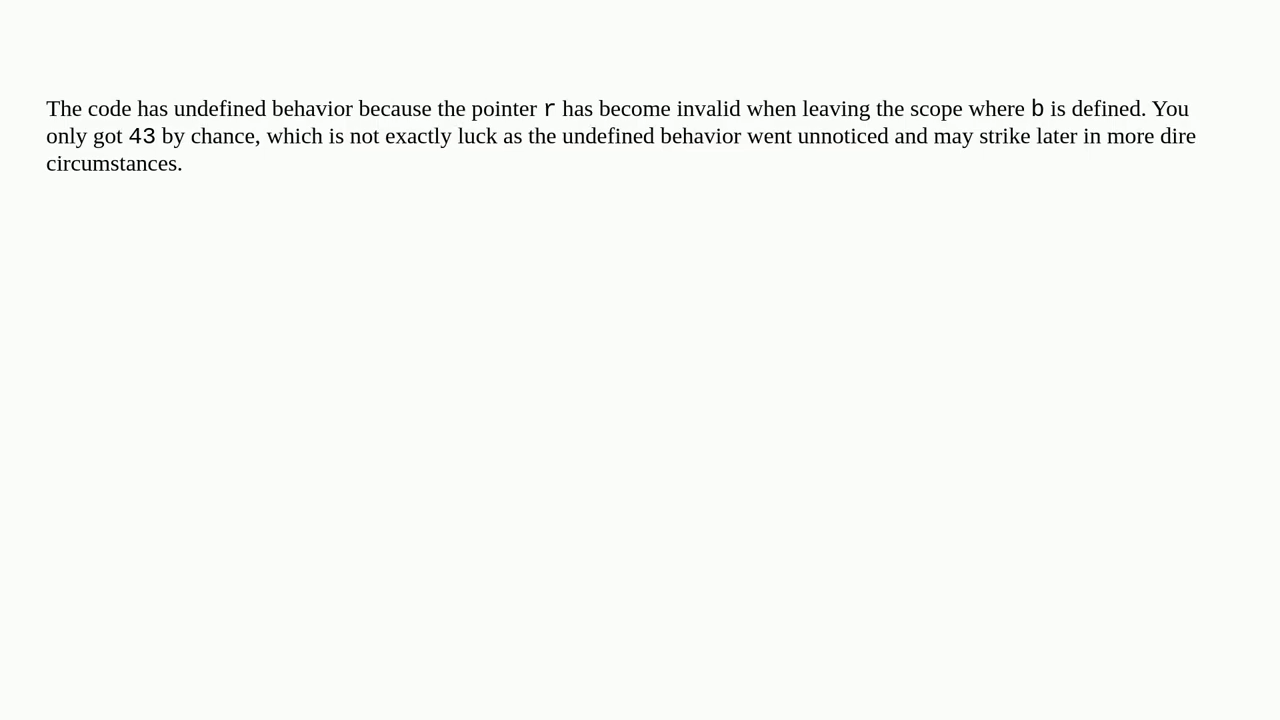 The code has undefined behavior because the pointer r has become invalid when leaving the scope where b is defined. You
only got 43 by chance, which is not exactly luck as the undefined behavior went unnoticed and may strike later in more dire
circumstances.